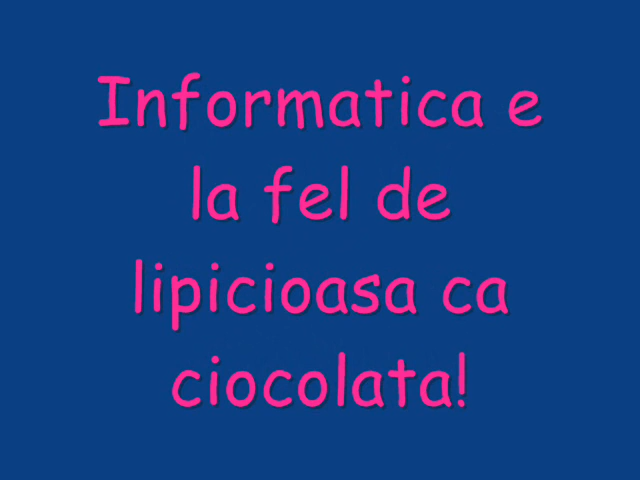 Informatica e
la fel de
lipicioasa ca
ciocolata!